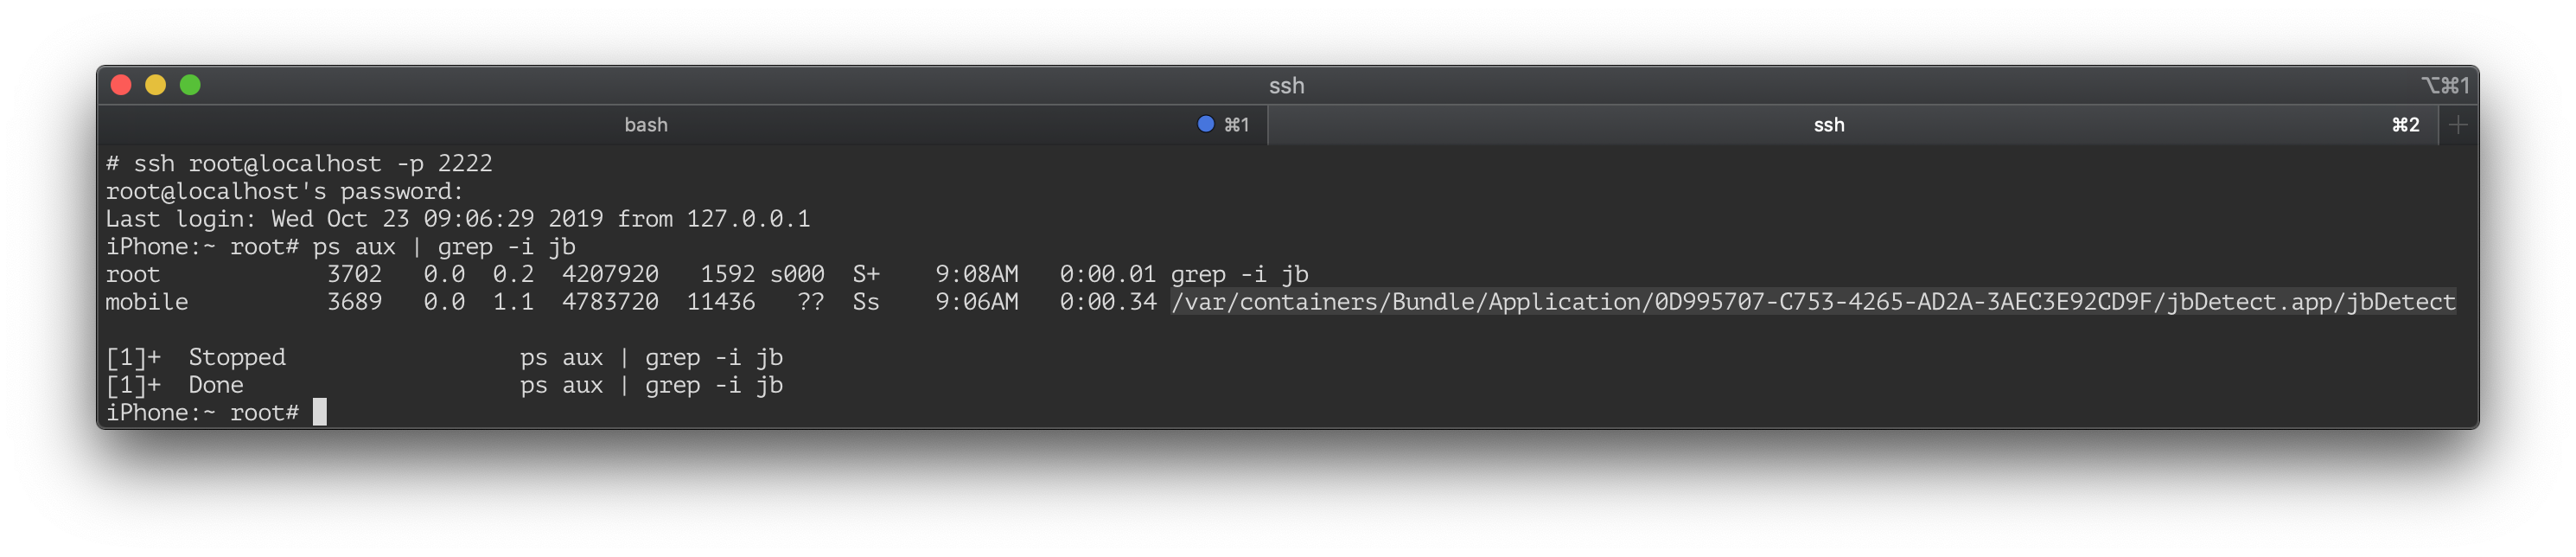 ssh ⌥⌘1
bash ⌘1 ssh ⌘2 +
# ssh root@localhost -p 2222
root@localhost's password:
Last login: Wed Oct 23 09:06:29 2019 from 127.0.0.1
iPhone:~ root# ps aux | grep -i jb
root 3702 0.0 0.2 4207920 1592 s000 S+ 9:08AM 0:00.01 grep -i jb
mobile 3689 0.0 1.1 4783720 11436 ?? Ss 9:06AM 0:00.34 /var/containers/Bundle/Application/0D995707-C753-4265-AD2A-3AEC3E92CD9F/jbDetect.app/jbDetect
[1]+ Stopped ps aux | grep -i jb
[1]+ Done ps aux | grep -i jb
iPhone:~ root#